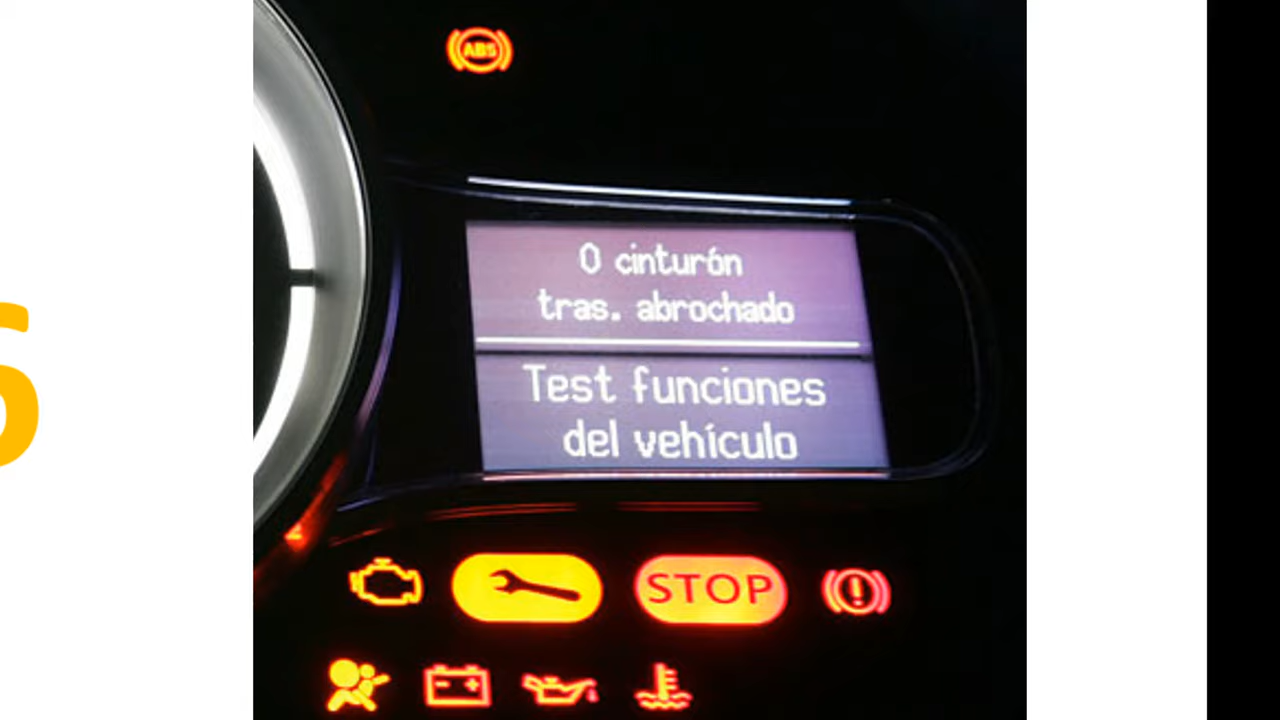 ABS
0 cinturón
tras. abrochado
Test funciones
del vehículo
STOP